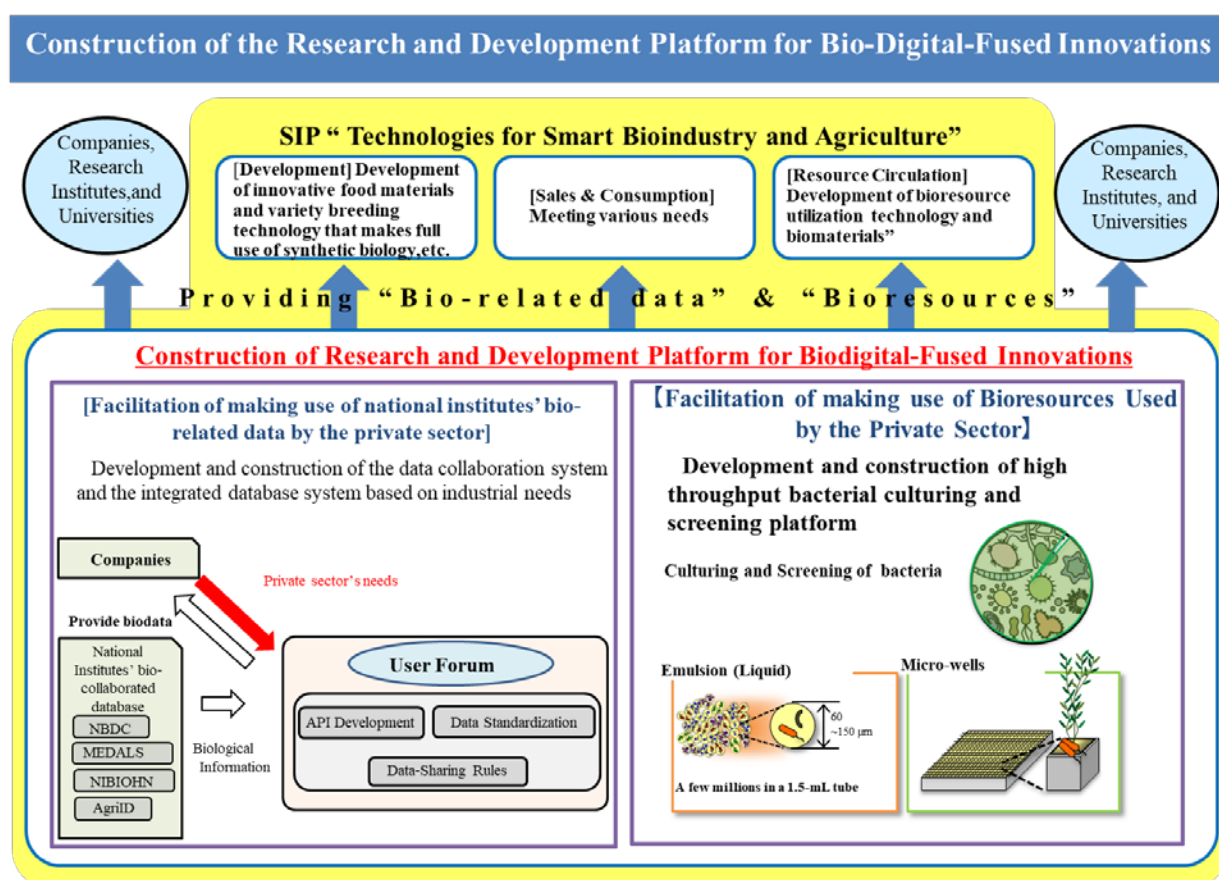 Construction of the Research and Development Platform for Bio-Digital-Fused Innovations
Companies,
Research
Institutes,and
Universities
SIP “ Technologies for Smart Bioindustry and Agriculture”
[Development] Development
of innovative food materials
and variety breeding
technology that makes full
use of synthetic biology,etc.
[Sales & Consumption]
Meeting various needs
[Resource Circulation]
Development of bioresource
utilization technology and
biomaterials”
Companies,
Research
Institutes, and
Universities
Providing “Bio-related data” & “Bioresources”
Construction of Research and Development Platform for Biodigital-Fused Innovations
[Facilitation of making use of national institutes’ bio-
related data by the private sector]
Development and construction of the data collaboration system
and the integrated database system based on industrial needs
Companies
Private sector’s needs
Provide biodata
National
Institutes’ bio-
collaborated
database
NBDC
MEDALS
NIBIOHN
AgriID
Biological
Information
User Forum
API Development
Data Standardization
Data-Sharing Rules
【Facilitation of making use of Bioresources Used
by the Private Sector】
Development and construction of high
throughput bacterial culturing and
screening platform
Culturing and Screening of bacteria
Emulsion (Liquid)
60
~150 μm
A few millions in a 1.5-mL tube
Micro-wells